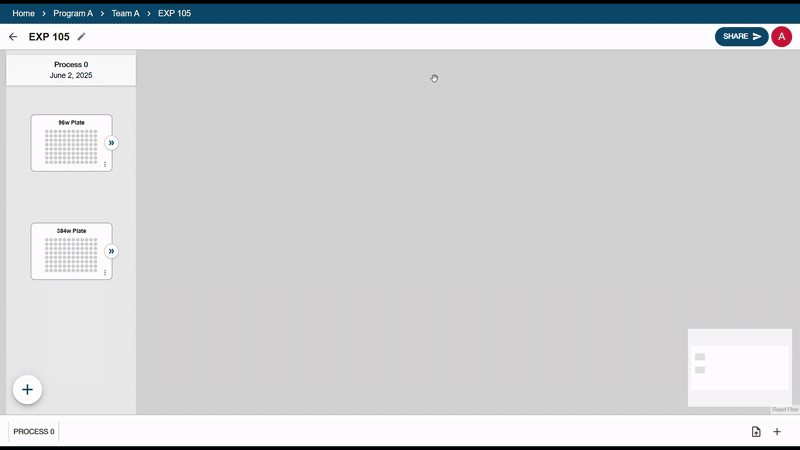 Home > Program A > Team A > EXP 105
EXP 105
SHARE
A
Process 0
June 2, 2025
96w Plate
384w Plate
React Flow
PROCESS 0